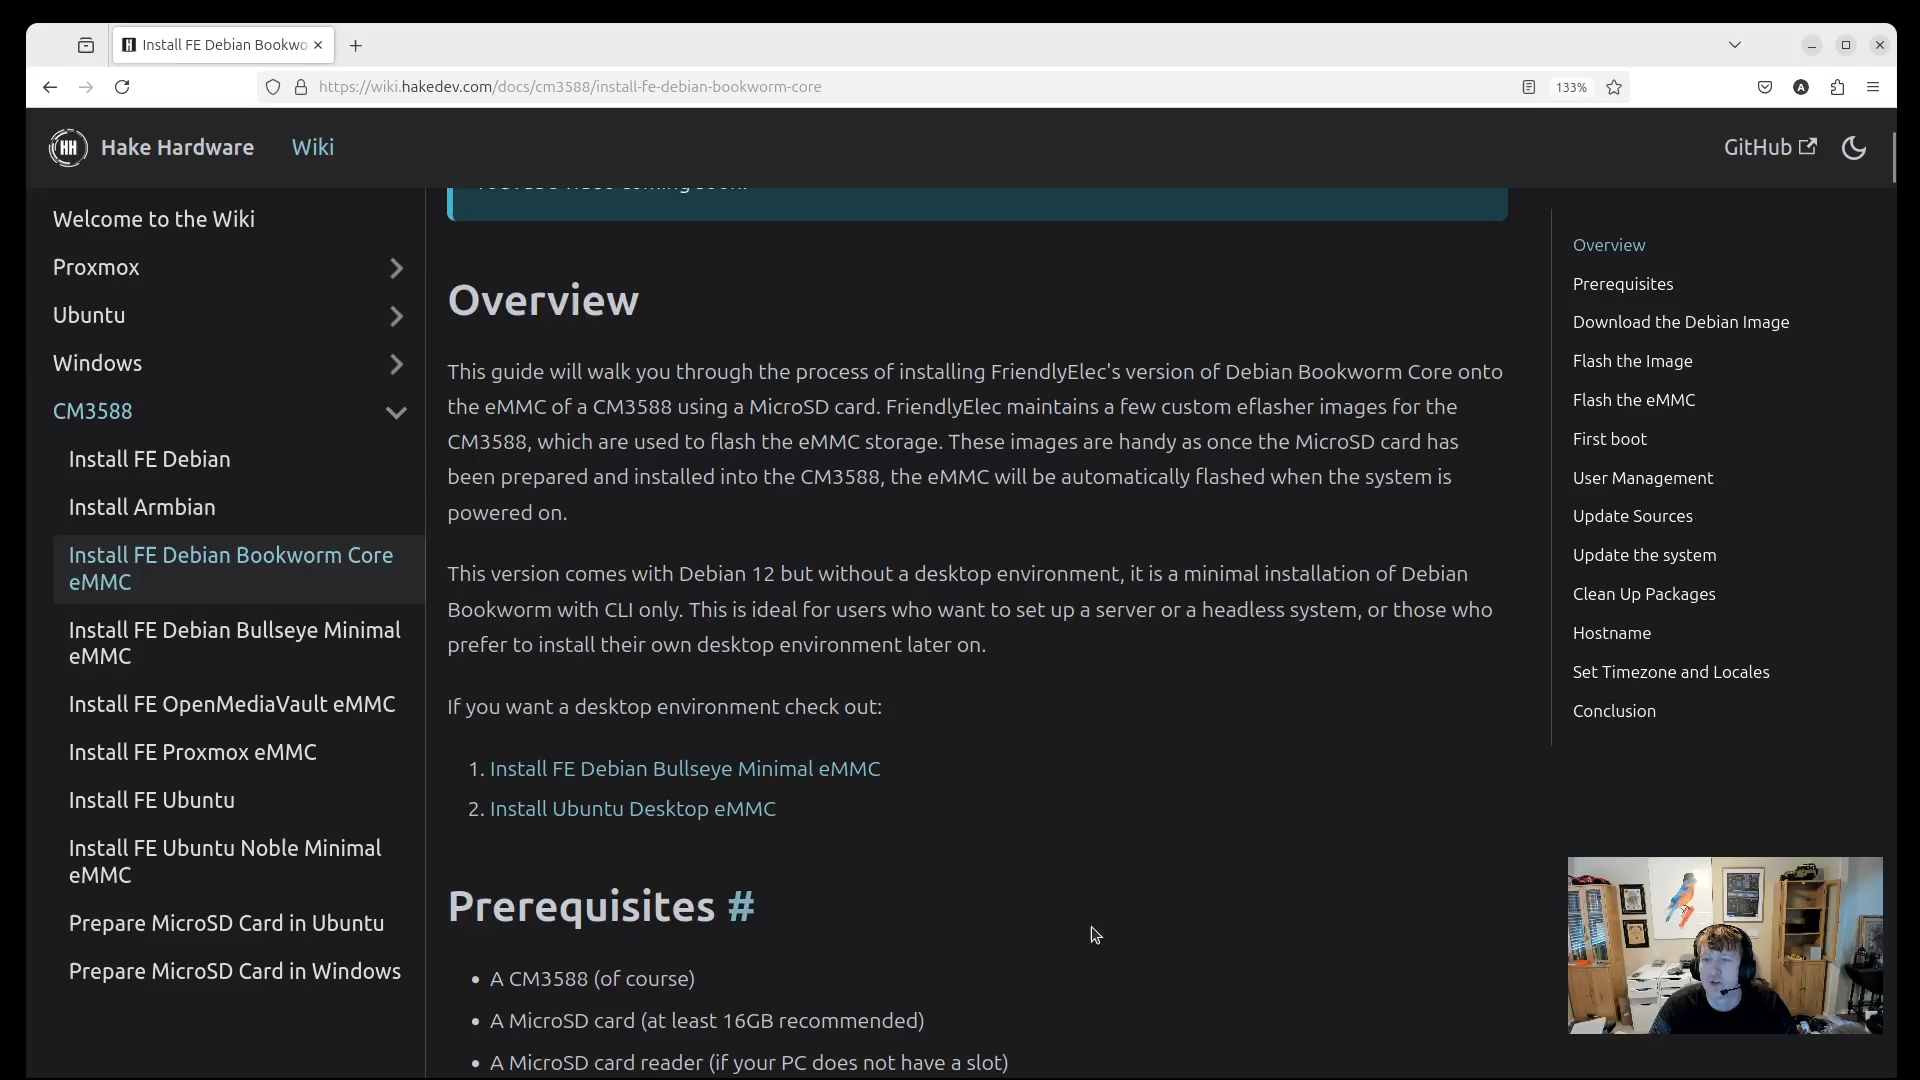 Install FE Debian Bookwo
https://wiki.hakedev.com/docs/cm3588/install-fe-debian-bookworm-core
133%
A
HH
Hake Hardware
Wiki
GitHub
Welcome to the Wiki
Proxmox
Ubuntu
Windows
CM3588
Install FE Debian
Install Armbian
Install FE Debian Bookworm Core
eMMC
Install FE Debian Bullseye Minimal
eMMC
Install FE OpenMediaVault eMMC
Install FE Proxmox eMMC
Install FE Ubuntu
Install FE Ubuntu Noble Minimal
eMMC
Prepare MicroSD Card in Ubuntu
Prepare MicroSD Card in Windows
Overview
This guide will walk you through the process of installing FriendlyElec's version of Debian Bookworm Core onto
the eMMC of a CM3588 using a MicroSD card. FriendlyElec maintains a few custom eflasher images for the
CM3588, which are used to flash the eMMC storage. These images are handy as once the MicroSD card has
been prepared and installed into the CM3588, the eMMC will be automatically flashed when the system is
powered on.
This version comes with Debian 12 but without a desktop environment, it is a minimal installation of Debian
Bookworm with CLI only. This is ideal for users who want to set up a server or a headless system, or those who
prefer to install their own desktop environment later on.
If you want a desktop environment check out:
1. Install FE Debian Bullseye Minimal eMMC
2. Install Ubuntu Desktop eMMC
Prerequisites #
• A CM3588 (of course)
• A MicroSD card (at least 16GB recommended)
• A MicroSD card reader (if your PC does not have a slot)
Overview
Prerequisites
Download the Debian Image
Flash the Image
Flash the eMMC
First boot
User Management
Update Sources
Update the system
Clean Up Packages
Hostname
Set Timezone and Locales
Conclusion